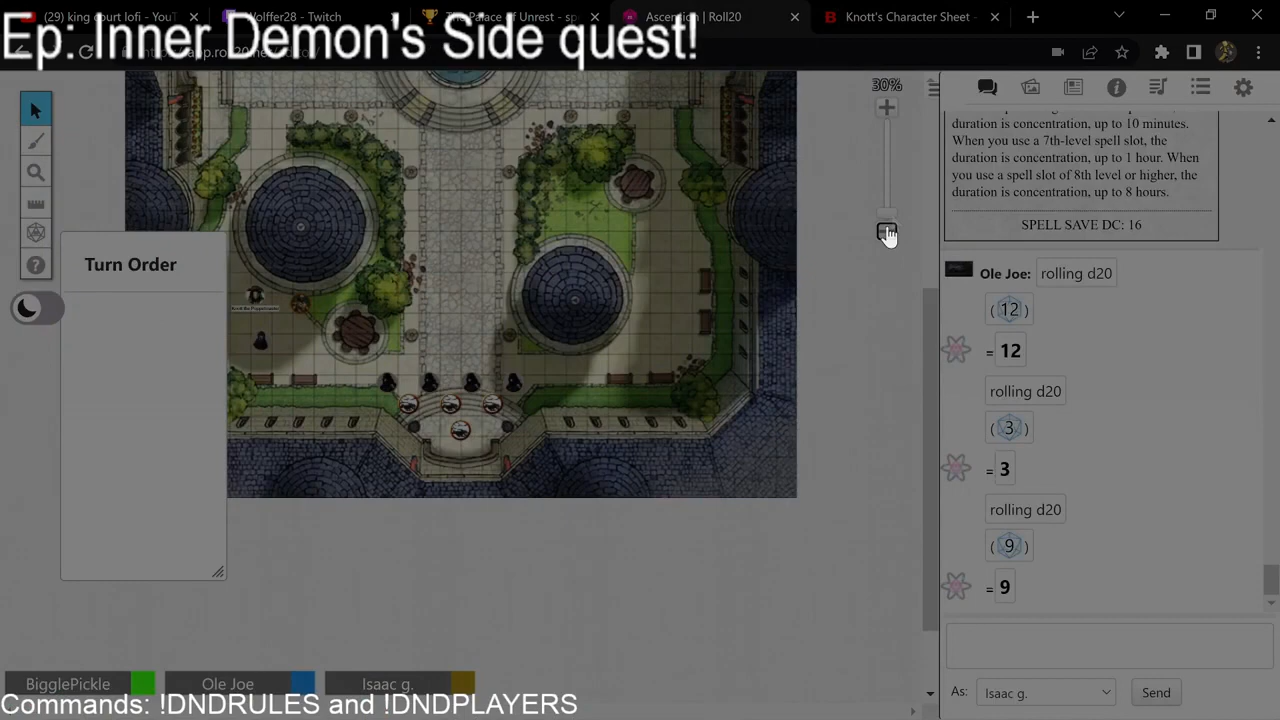 (29) king court lofi - YouT
Wolffer28 - Twitch
The Palace of Unrest - sp
Ascension | Roll20
Knott's Character Sheet -
Ep: Inner Demon's Side quest!
30%
duration is concentration, up to 10 minutes.
When you use a 7th-level spell slot, the
duration is concentration, up to 1 hour. When
you use a spell slot of 8th level or higher, the
duration is concentration, up to 8 hours.
SPELL SAVE DC: 16
Turn Order
Ole Joe: rolling d20
(12)
= 12
rolling d20
(3)
= 3
rolling d20
(9)
= 9
BigglePickle
Ole Joe
Isaac g.
As: Isaac g.
Send
Commands: !DNDRULES and !DNDPLAYERS